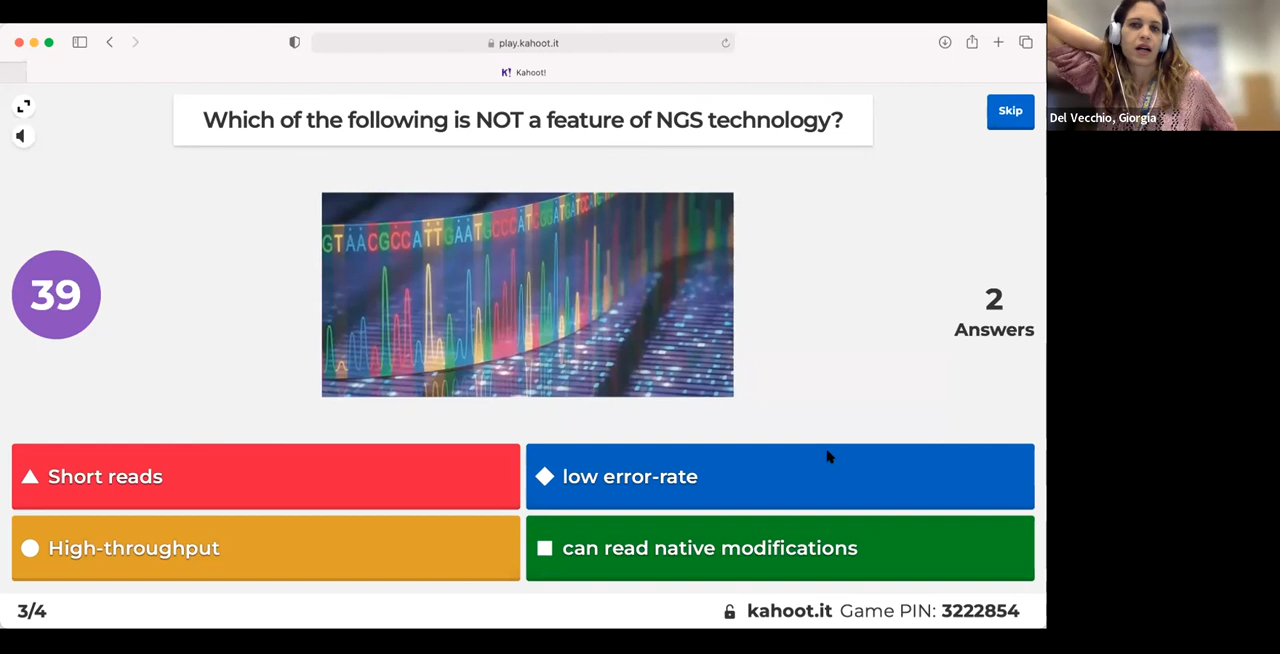 play.kahoot.it
K! Kahoot!
Which of the following is NOT a feature of NGS technology?
Skip
Del Vecchio, Giorgia
GTAACGCCATTGAATGCCCATCGGATGATCCAT
39
2
Answers
Short reads
low error-rate
High-throughput
can read native modifications
3/4
kahoot.it Game PIN: 3222854